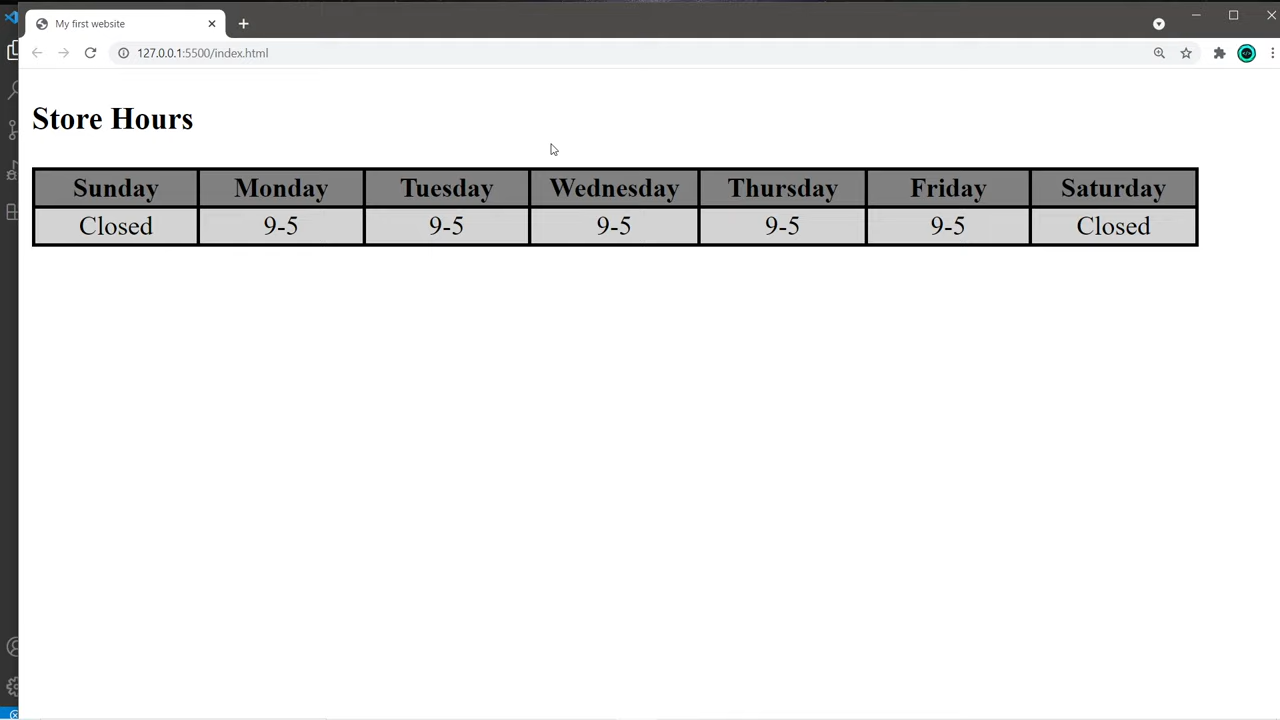 My first website
127.0.0.1:5500/index.html
Store Hours
Sunday Monday Tuesday Wednesday Thursday Friday Saturday
Closed 9-5 9-5 9-5 9-5 9-5 Closed